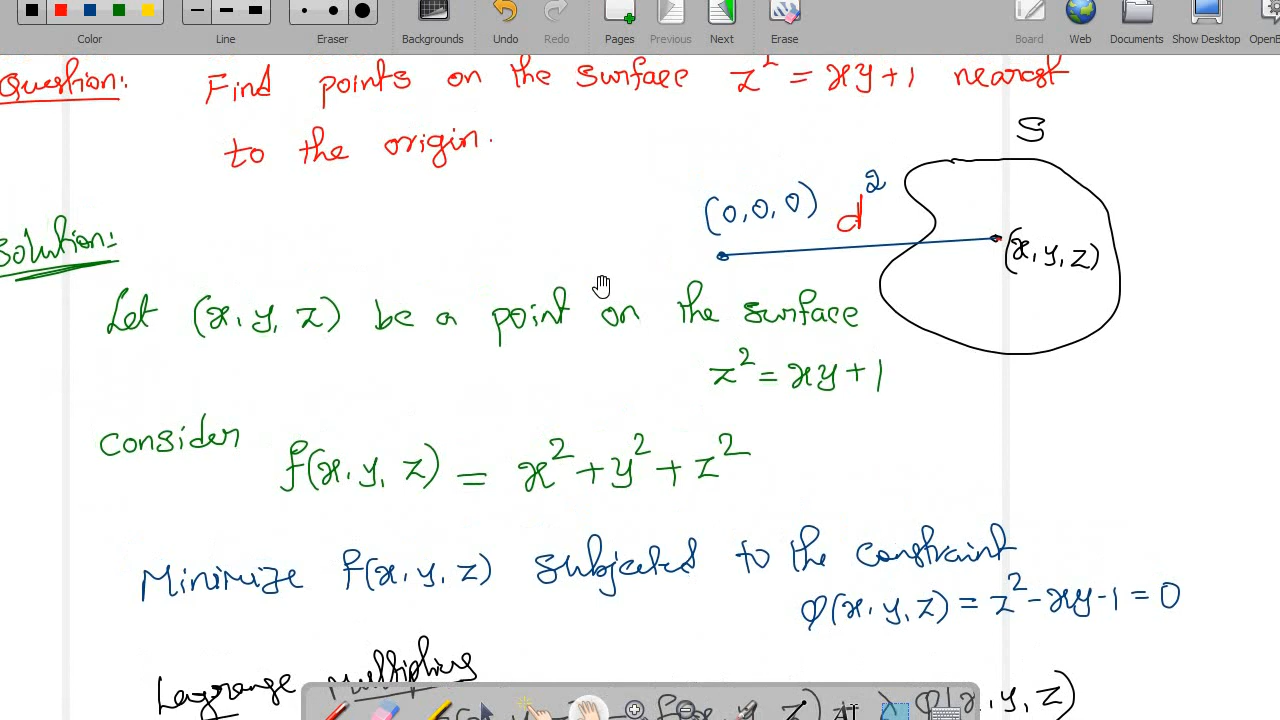 Color Line Eraser Backgrounds Undo Redo Pages Previous Next Erase Board Web Documents Show Desktop OpenB
Question: Find points on the surface z² = xy+1 nearest
to the origin.
S
(0,0,0) d²
(x,y,z)
Solution:
Let (x,y,z) be a point on the surface
z² = xy+1
Consider f(x,y,z) = x²+y²+z²
Minimize f(x,y,z) subjected to the constraint
φ(x,y,z) = z²-xy-1=0
Lagrange Multipliers